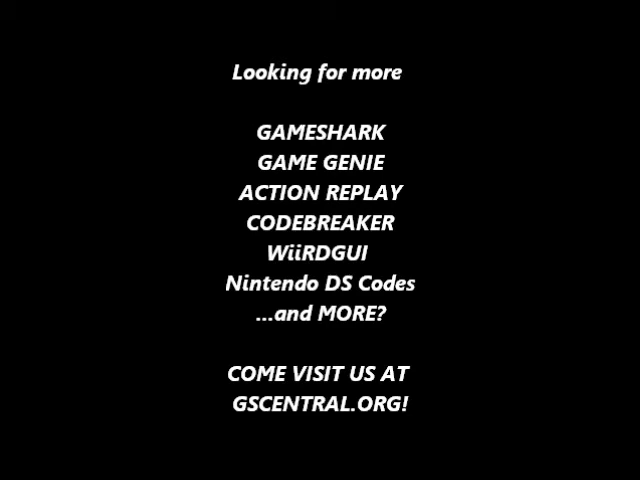 Looking for more
GAMESHARK
GAME GENIE
ACTION REPLAY
CODEBREAKER
WiiRDGUI
Nintendo DS Codes
...and MORE?
COME VISIT US AT
GSCENTRAL.ORG!